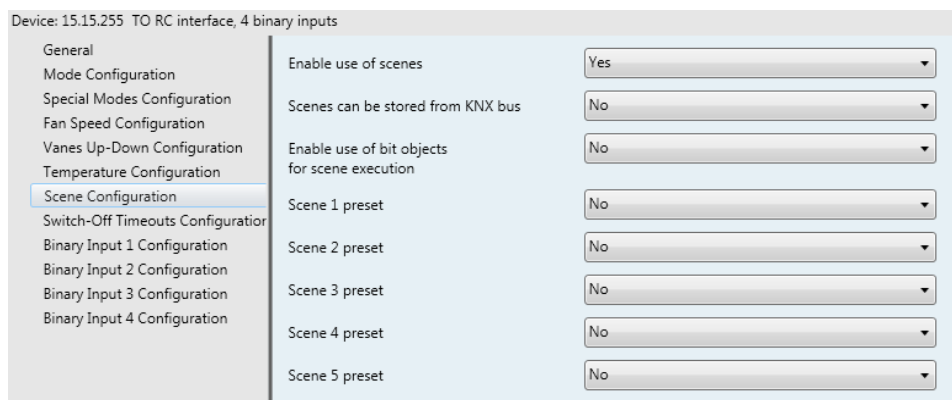 Device: 15.15.255 TO RC interface, 4 binary inputs
General
Mode Configuration
Special Modes Configuration
Fan Speed Configuration
Vanes Up-Down Configuration
Temperature Configuration
Scene Configuration
Switch-Off Timeouts Configuration
Binary Input 1 Configuration
Binary Input 2 Configuration
Binary Input 3 Configuration
Binary Input 4 Configuration
Enable use of scenes Yes
Scenes can be stored from KNX bus No
Enable use of bit objects No
for scene execution
Scene 1 preset No
Scene 2 preset No
Scene 3 preset No
Scene 4 preset No
Scene 5 preset No